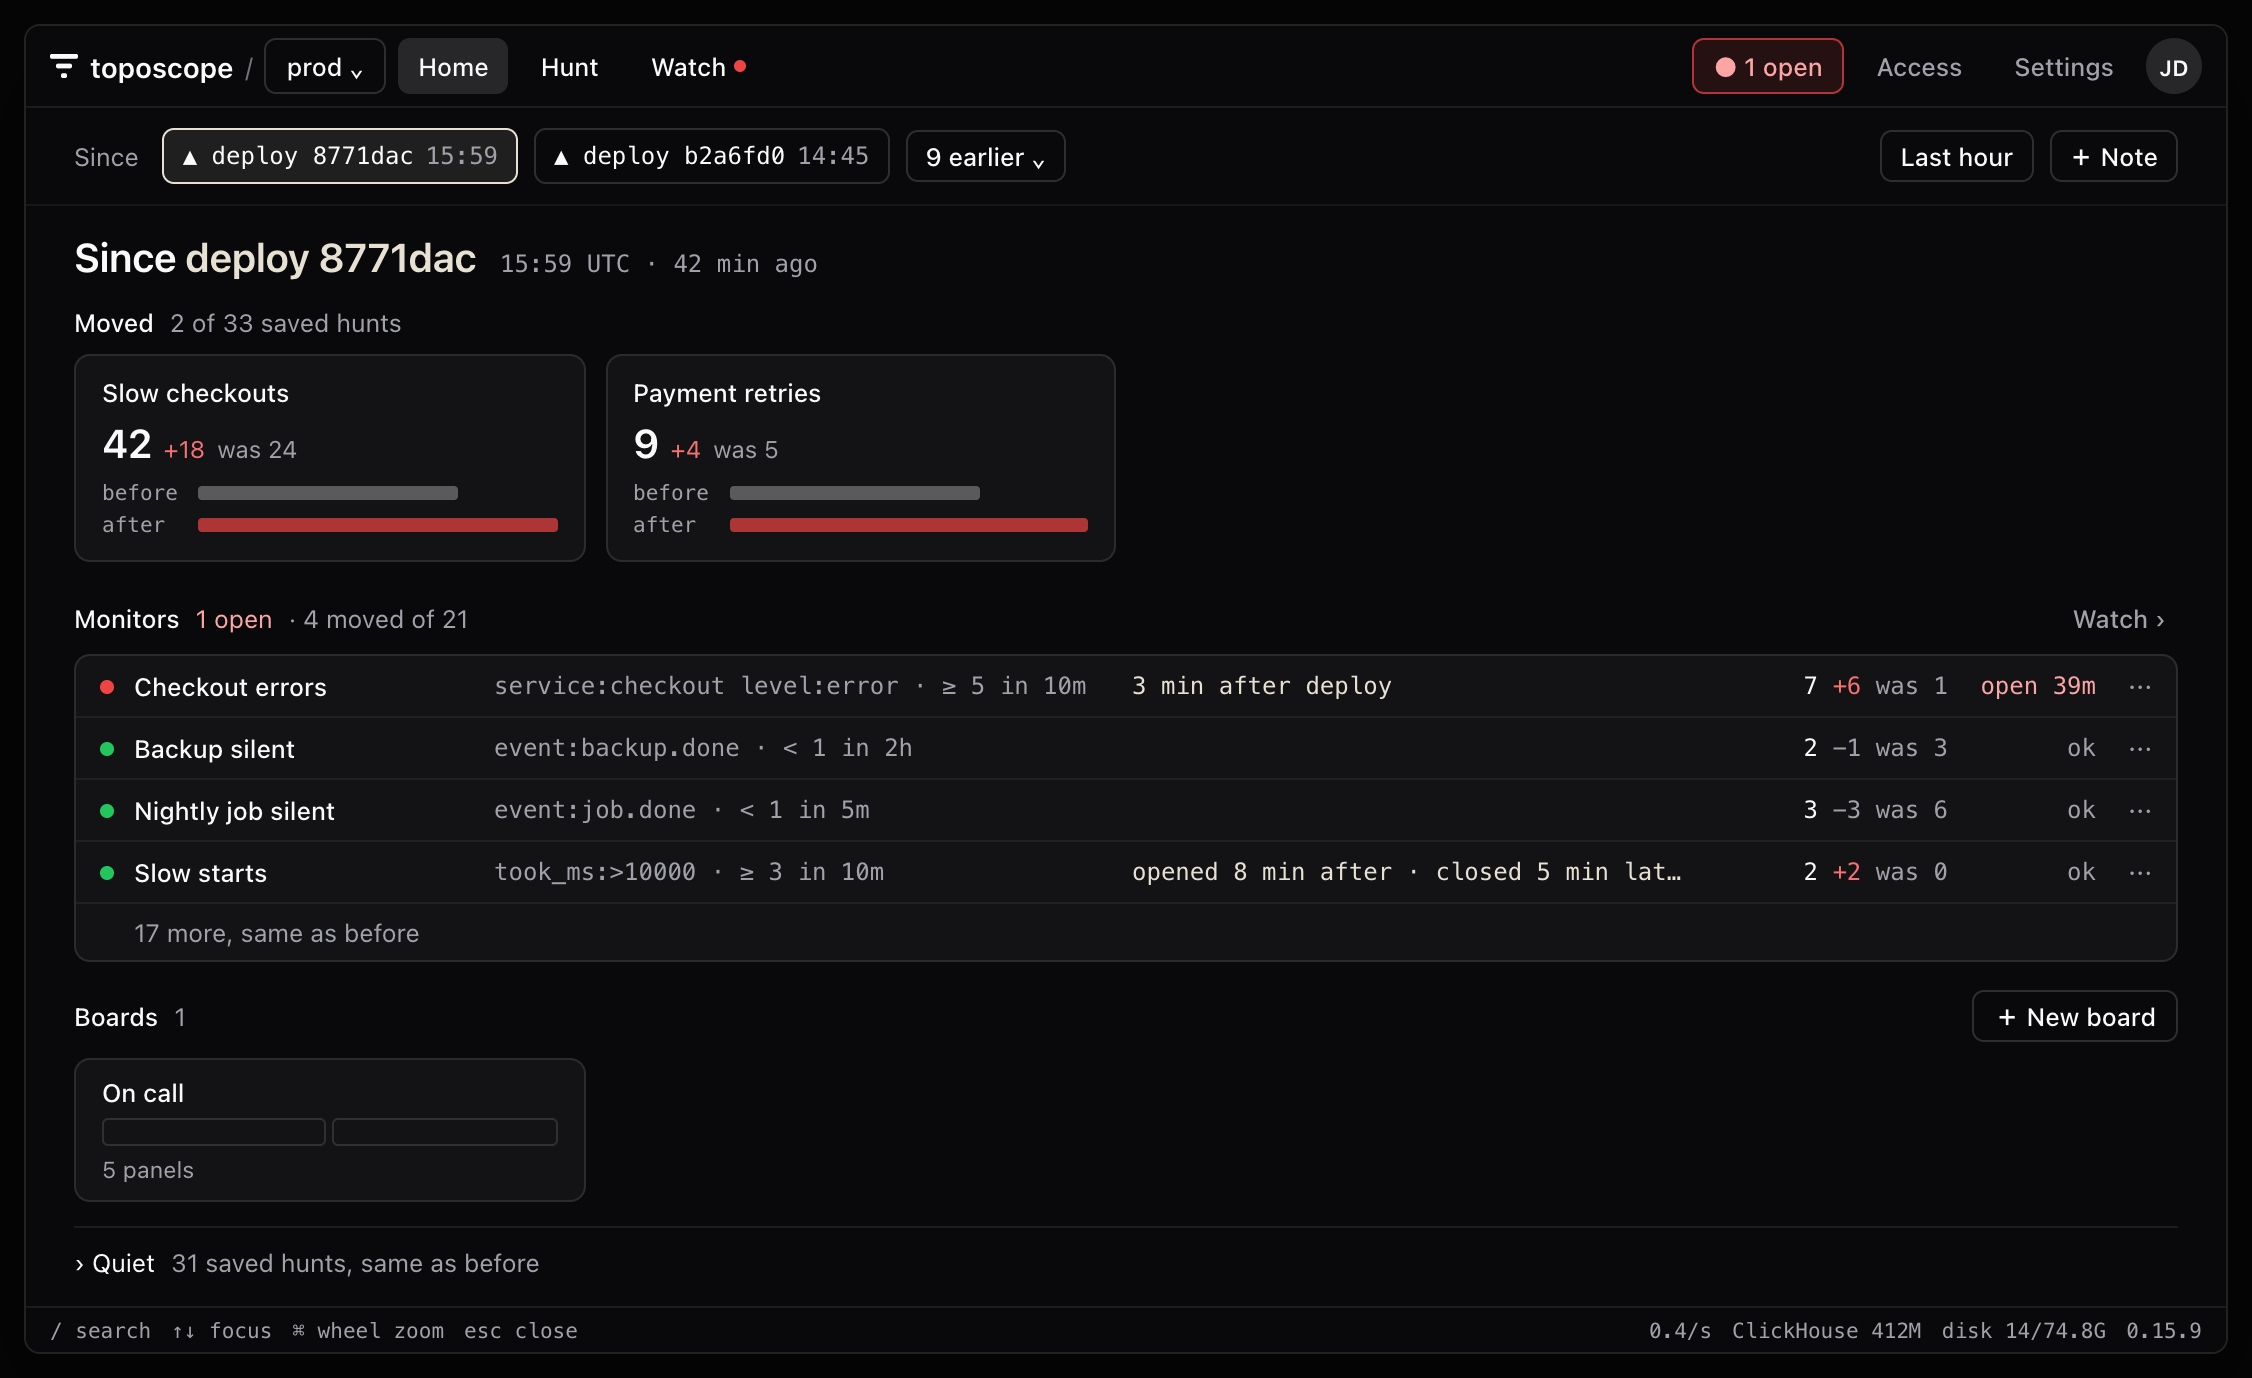 toposcope / prod Home Hunt Watch 1 open Access Settings JD
Since ▲ deploy 8771dac 15:59 ▲ deploy b2a6fd0 14:45 9 earlier Last hour + Note
Since deploy 8771dac 15:59 UTC · 42 min ago
Moved 2 of 33 saved hunts
Slow checkouts
42 +18 was 24
before
after
Payment retries
9 +4 was 5
before
after
Monitors 1 open · 4 moved of 21 Watch ›
Checkout errors service:checkout level:error · ≥ 5 in 10m 3 min after deploy 7 +6 was 1 open 39m ···
Backup silent event:backup.done · < 1 in 2h 2 −1 was 3 ok ···
Nightly job silent event:job.done · < 1 in 5m 3 −3 was 6 ok ···
Slow starts took_ms:>10000 · ≥ 3 in 10m opened 8 min after · closed 5 min lat… 2 +2 was 0 ok ···
17 more, same as before
Boards 1 + New board
On call
5 panels
› Quiet 31 saved hunts, same as before
/ search ↑↓ focus ⌘ wheel zoom esc close 0.4/s ClickHouse 412M disk 14/74.8G 0.15.9